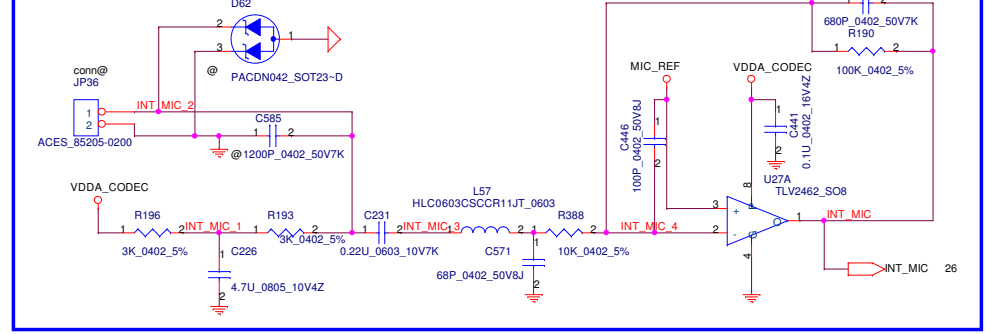 D62
2
3
1
@
PACDN042_SOT23~D
680P_0402_50V7K
1
2
R190
1
2
100K_0402_5%
conn@
JP36
1
2
INT_MIC_2
ACES_85205-0200
C585
1
2
@
1200P_0402_50V7K
MIC_REF
VDDA_CODEC
C446
100P_0402_50V8J
1
2
C441
0.1U_0402_16V4Z
1
2
U27A
TLV2462_SO8
8
3
+
2
-
1
4
P
G
INT_MIC
INT_MIC
26
VDDA_CODEC
R196
1
2
3K_0402_5%
INT_MIC_1
C226
1
2
4.7U_0805_10V4Z
R193
1
2
3K_0402_5%
C231
1
2
0.22U_0603_10V7K
INT_MIC_3
L57
HLC0603CSCCR11JT_0603
1
2
C571
1
2
68P_0402_50V8J
R388
1
2
10K_0402_5%
INT_MIC_4